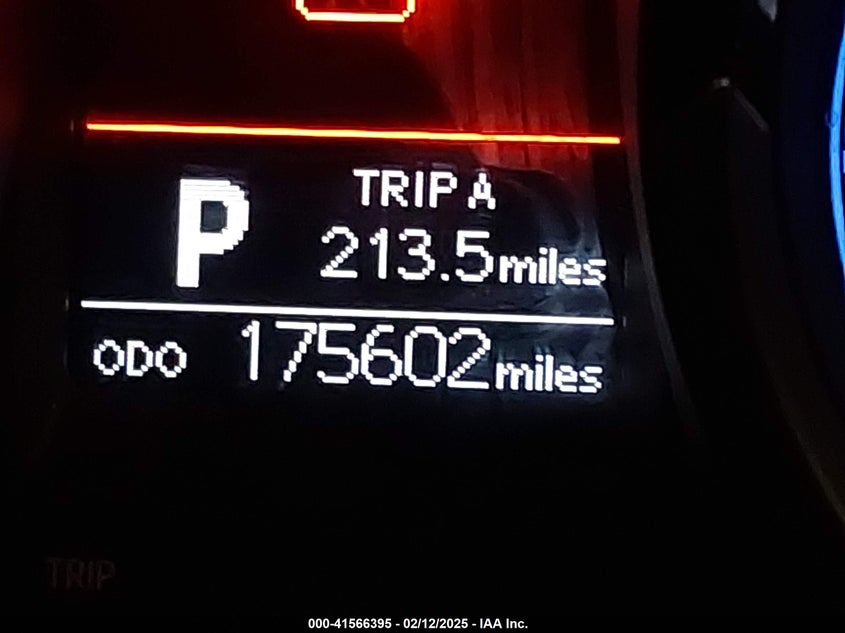 TRIP A
P 213.5miles
ODO 175602miles
TRIP
000-41566395 - 02/12/2025 - IAA Inc.